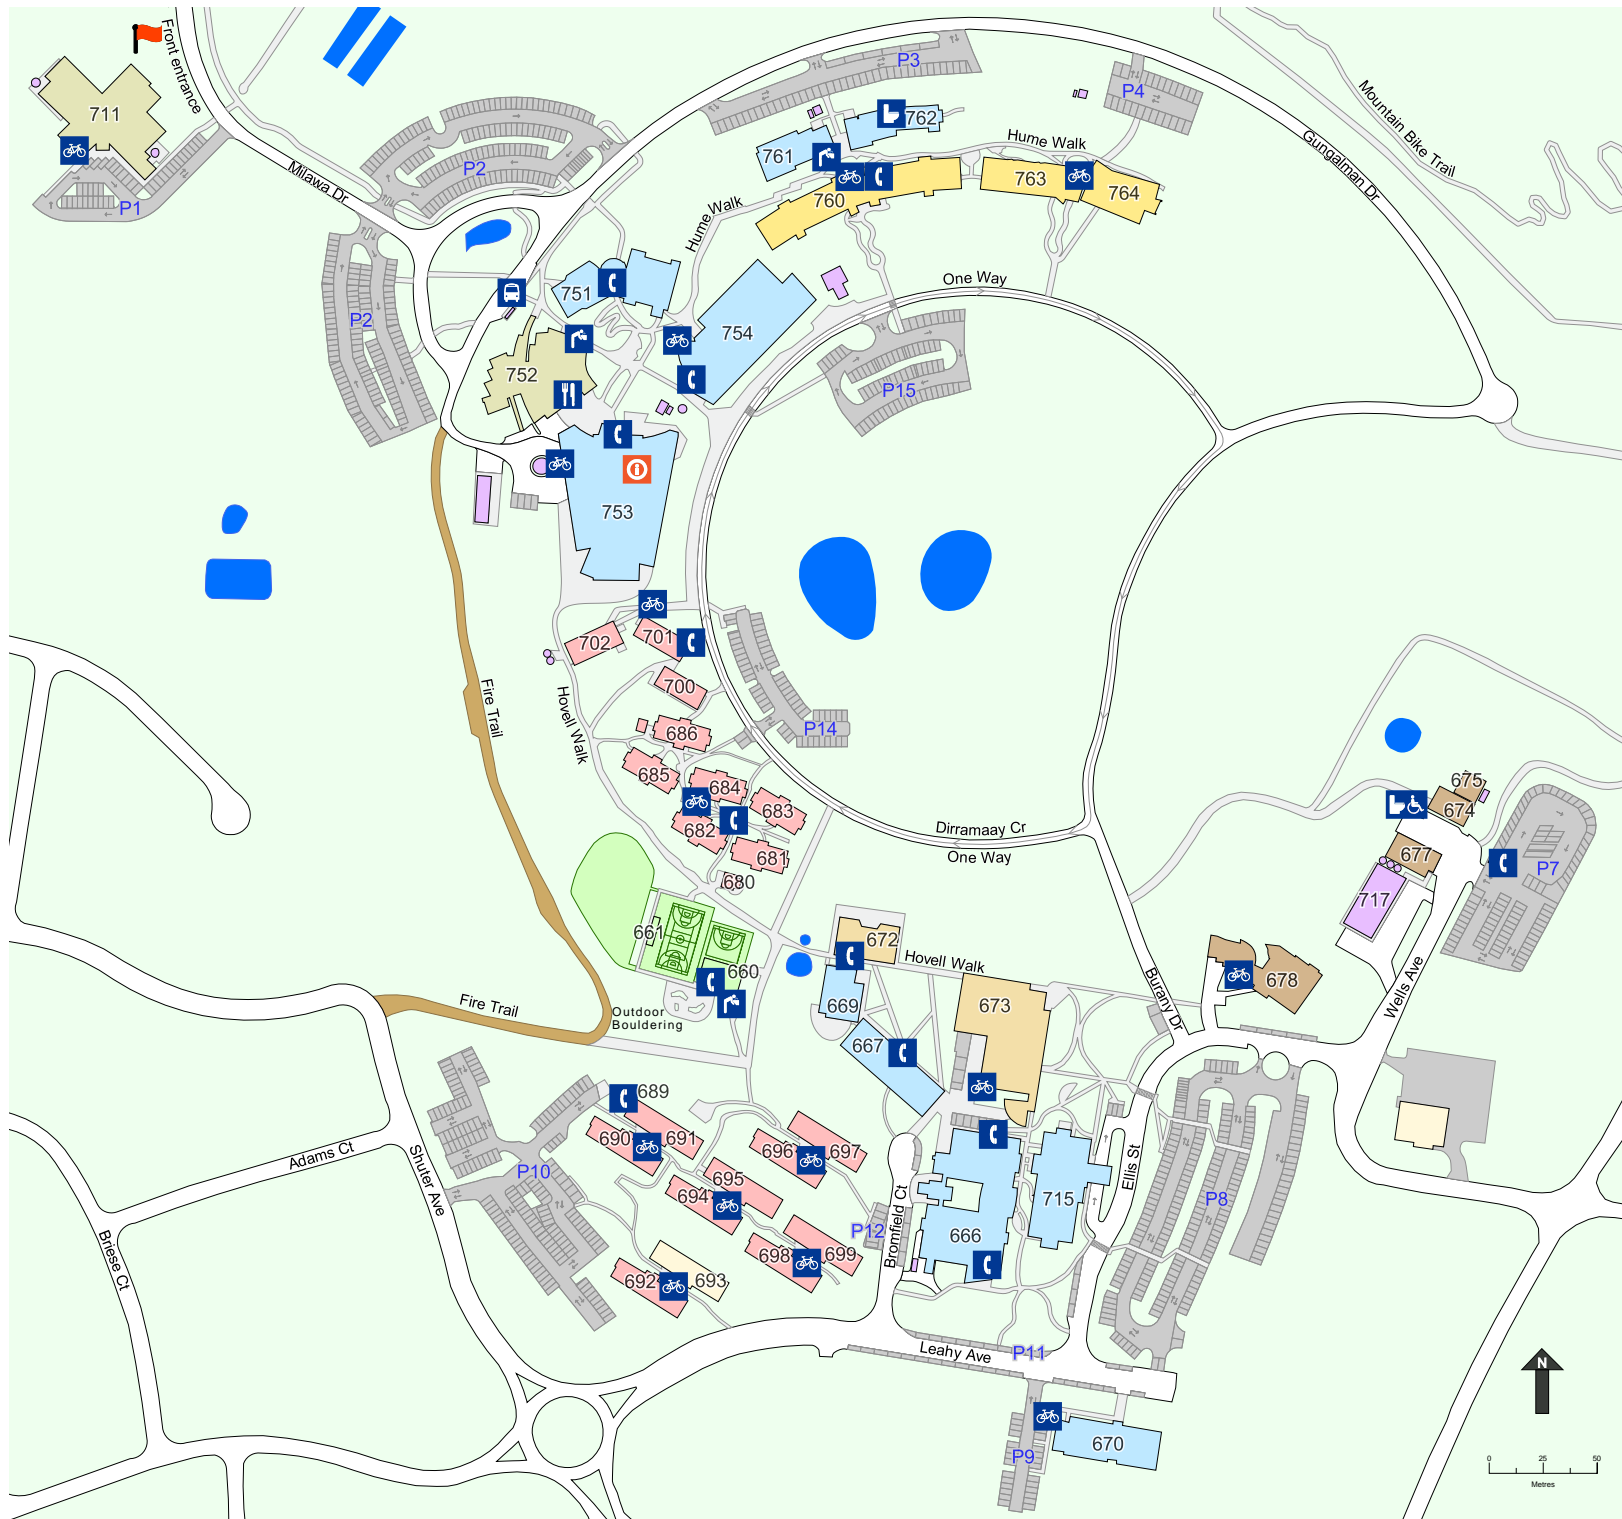 Front entrance
711
P1
P2
Milawa Dr
P3
P4
Mountain Bike Trail
Gungalman Dr
762
761
Hume Walk
763
764
760
Hume Walk
One Way
751
P2
754
752
P15
753
702
701
700
Fire Trail
Hovell Walk
686
P14
685
684
683
682
681
680
Dirramaay Cr
One Way
675
674
677
P7
717
661
660
672
Hovell Walk
673
669
678
Burany Dr
Wells Ave
Fire Trail
Outdoor
Bouldering
667
689
690
691
696
697
Adams Ct
Shuter Ave
P10
695
694
Ellis St
715
P8
P12
Bromfield Ct
666
698
699
Briese Ct
692
693
Leahy Ave
P11
N
P9
670
0 25 50
Metres